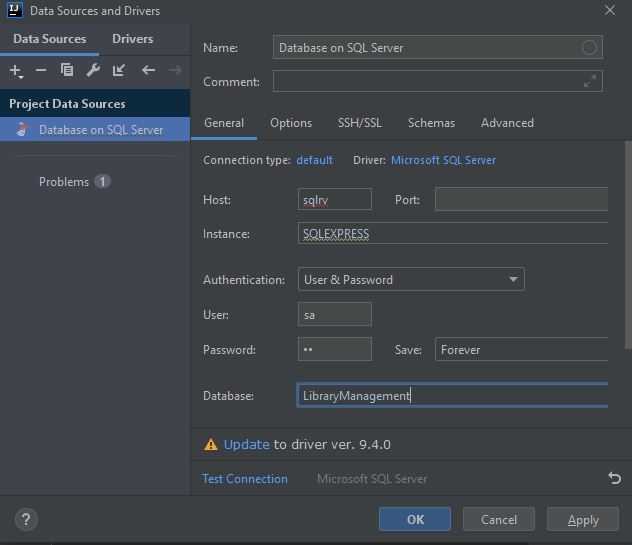 IJ Data Sources and Drivers
Data Sources Drivers
Project Data Sources
Database on SQL Server
Problems 1
Name: Database on SQL Server
Comment:
General Options SSH/SSL Schemas Advanced
Connection type: default Driver: Microsoft SQL Server
Host: sqlrv Port:
Instance: SQLEXPRESS
Authentication: User & Password
User: sa
Password: ••
Save: Forever
Database: LibraryManagement
Update to driver ver. 9.4.0
Test Connection Microsoft SQL Server
? OK Cancel Apply